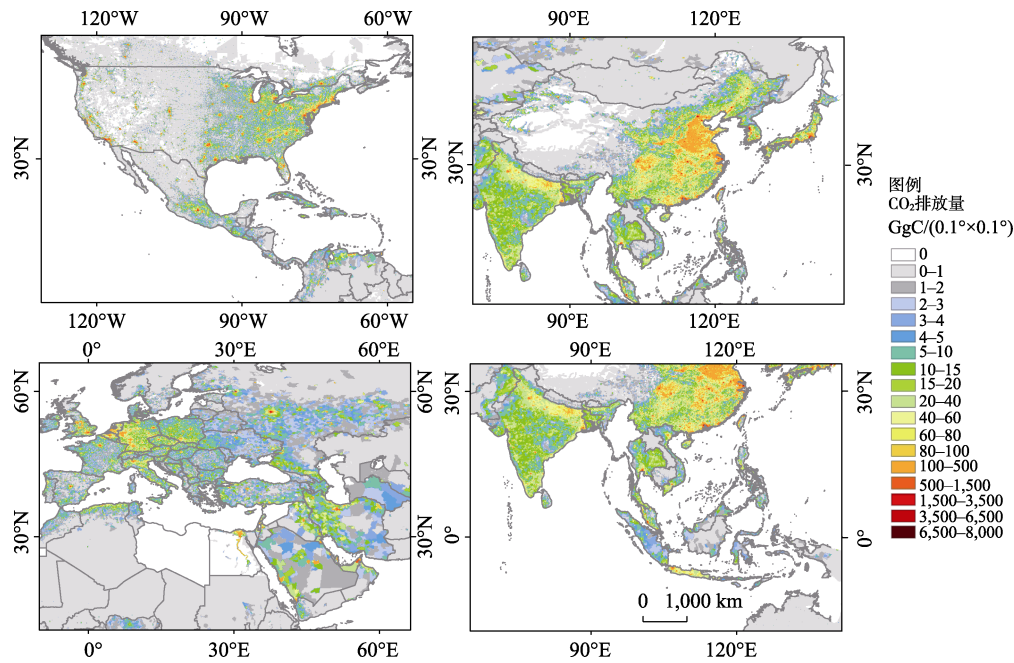 120°W 90°W 60°W
90°E 120°E
30°N 30°N
30°N 30°N
120°W 90°W 60°W
90°E 120°E
图例
CO₂排放量
GgC/(0.1°×0.1°)
0
0–1
1–2
2–3
3–4
4–5
5–10
10–15
15–20
20–40
40–60
60–80
80–100
100–500
500–1,500
1,500–3,500
3,500–6,500
6,500–8,000
0° 30°E 60°E
90°E 120°E
60°N 60°N
30°N 30°N
30°N 30°N
0° 0°
0 1,000 km
0° 30°E 60°E
90°E 120°E